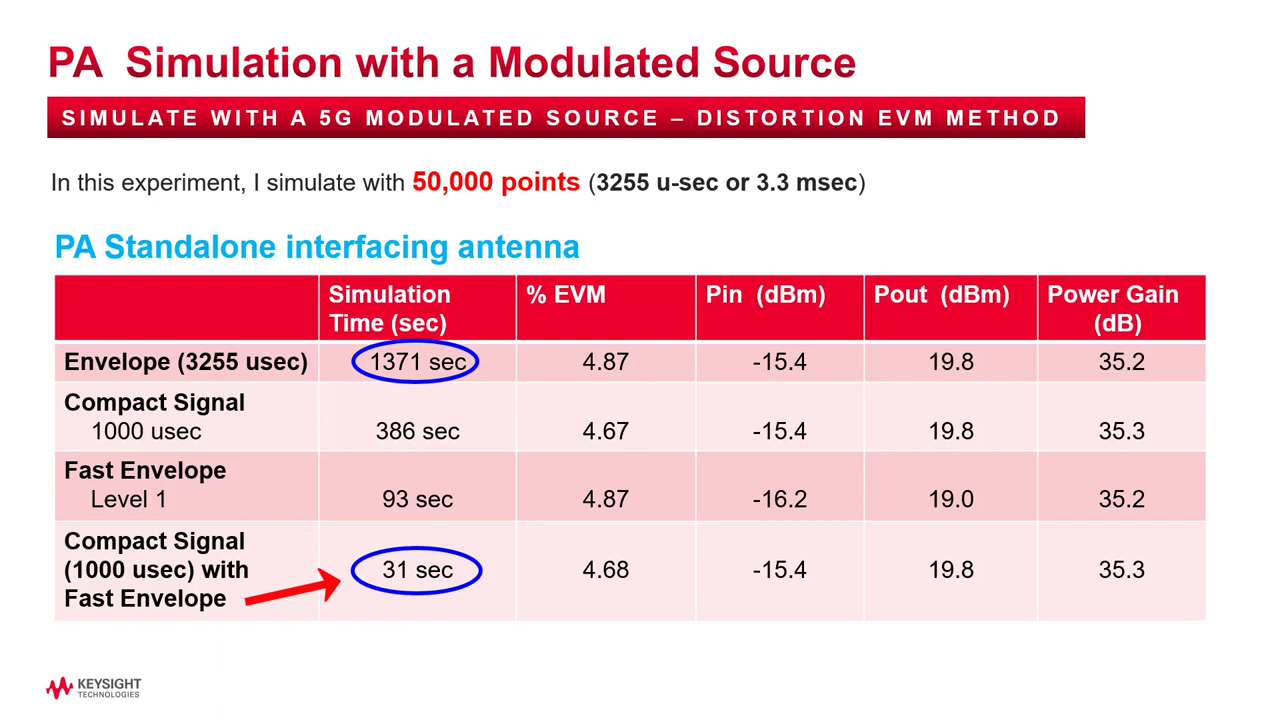 PA Simulation with a Modulated Source
SIMULATE WITH A 5G MODULATED SOURCE – DISTORTION EVM METHOD
In this experiment, I simulate with 50,000 points (3255 u-sec or 3.3 msec)
PA Standalone interfacing antenna
Simulation Time (sec) % EVM Pin (dBm) Pout (dBm) Power Gain (dB)
Envelope (3255 usec) 1371 sec 4.87 -15.4 19.8 35.2
Compact Signal
1000 usec 386 sec 4.67 -15.4 19.8 35.3
Fast Envelope
Level 1 93 sec 4.87 -16.2 19.0 35.2
Compact Signal
(1000 usec) with 31 sec 4.68 -15.4 19.8 35.3
Fast Envelope
KEYSIGHT
TECHNOLOGIES